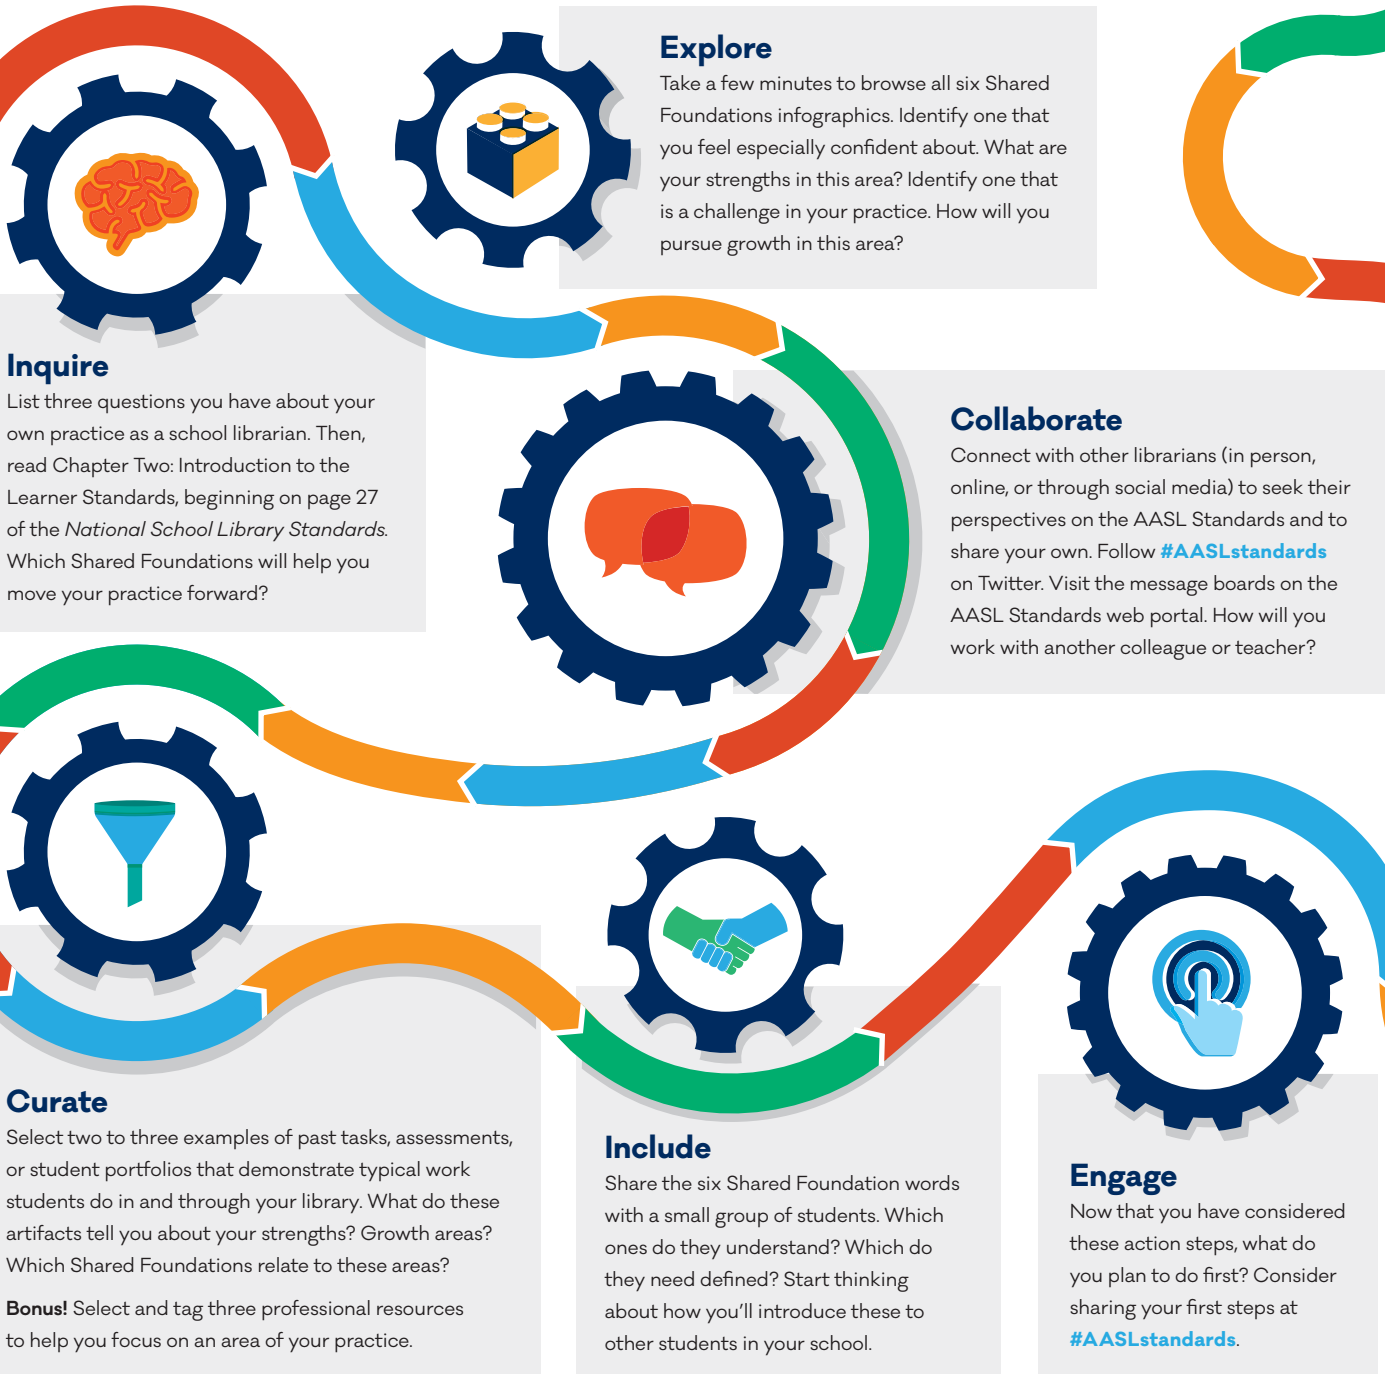 Explore
Take a few minutes to browse all six Shared
Foundations infographics. Identify one that
you feel especially confident about. What are
your strengths in this area? Identify one that
is a challenge in your practice. How will you
pursue growth in this area?
Inquire
List three questions you have about your
own practice as a school librarian. Then,
read Chapter Two: Introduction to the
Learner Standards, beginning on page 27
of the National School Library Standards.
Which Shared Foundations will help you
move your practice forward?
Collaborate
Connect with other librarians (in person,
online, or through social media) to seek their
perspectives on the AASL Standards and to
share your own. Follow #AASLstandards
on Twitter. Visit the message boards on the
AASL Standards web portal. How will you
work with another colleague or teacher?
Curate
Select two to three examples of past tasks, assessments,
or student portfolios that demonstrate typical work
students do in and through your library. What do these
artifacts tell you about your strengths? Growth areas?
Which Shared Foundations relate to these areas?
Bonus! Select and tag three professional resources
to help you focus on an area of your practice.
Include
Share the six Shared Foundation words
with a small group of students. Which
ones do they understand? Which do
they need defined? Start thinking
about how you'll introduce these to
other students in your school.
Engage
Now that you have considered
these action steps, what do
you plan to do first? Consider
sharing your first steps at
#AASLstandards.